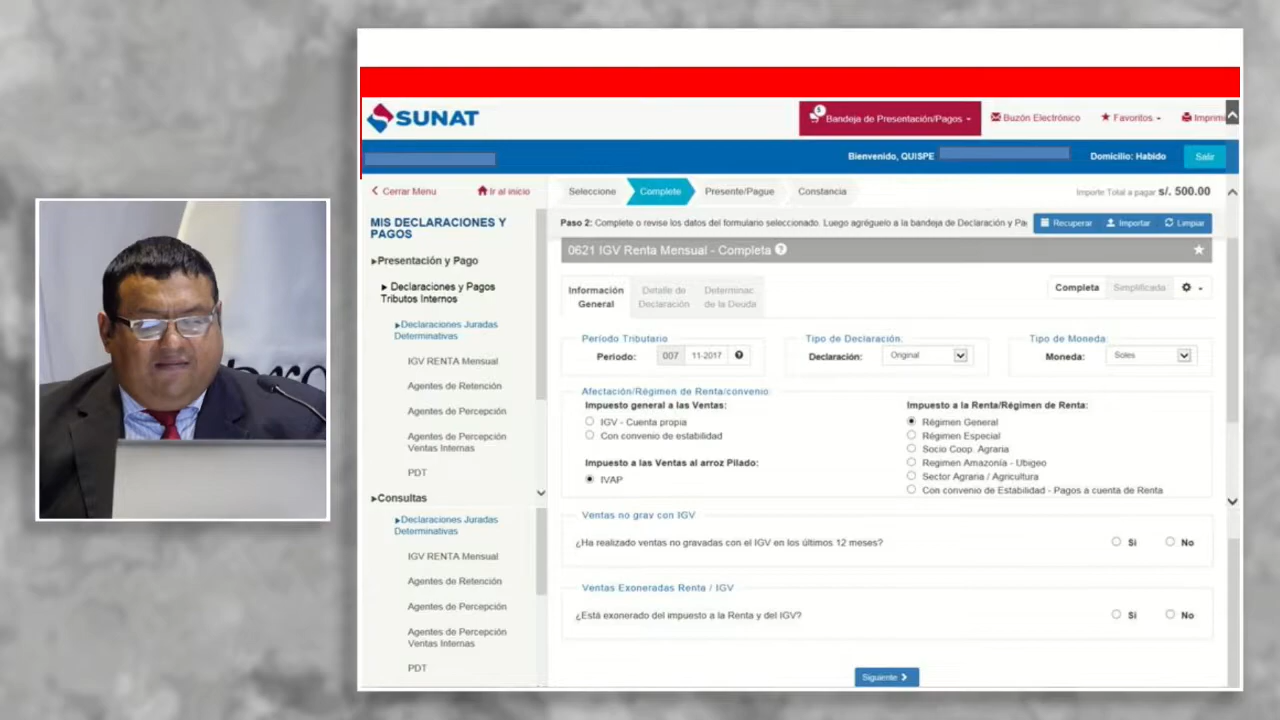 SUNAT
5
Bandeja de Presentación/Pagos
Buzón Electrónico
Favoritos
Imprimi
Bienvenido, QUISPE
Domicilio: Habido
Salir
Cerrar Menu
Ir al inicio
Seleccione
Complete
Presente/Pague
Constancia
Importe Total a pagar s/. 500.00
MIS DECLARACIONES Y
PAGOS
Paso 2: Complete o revise los datos del formulario seleccionado. Luego agréguelo a la bandeja de Declaración y Pa
Recuperar
Importar
Limpiar
0621 IGV Renta Mensual - Completa
Presentación y Pago
Declaraciones y Pagos
Tributos Internos
Declaraciones Juradas
Determinativas
IGV RENTA Mensual
Agentes de Retención
Agentes de Percepción
Agentes de Percepción
Ventas Internas
PDT
Consultas
Declaraciones Juradas
Determinativas
IGV RENTA Mensual
Agentes de Retención
Agentes de Percepción
Agentes de Percepción
Ventas Internas
PDT
Información
General
Detalle de
Declaración
Determinac
de la Deuda
Completa
Simplificada
Período Tributario
Periodo: 007 11-2017
Tipo de Declaración:
Declaración: Original
Tipo de Moneda:
Moneda: Soles
Afectación/Régimen de Renta/convenio:
Impuesto general a las Ventas:
IGV - Cuenta propia
Con convenio de estabilidad
Impuesto a las Ventas al arroz Pilado:
IVAP
Impuesto a la Renta/Régimen de Renta:
Régimen General
Régimen Especial
Socio Coop. Agraria
Regimen Amazonía - Ubigeo
Sector Agraria / Agricultura
Con convenio de Estabilidad - Pagos a cuenta de Renta
Ventas no grav con IGV
¿Ha realizado ventas no gravadas con el IGV en los últimos 12 meses?
Si
No
Ventas Exoneradas Renta / IGV
¿Está exonerado del impuesto a la Renta y del IGV?
Si
No
Siguiente